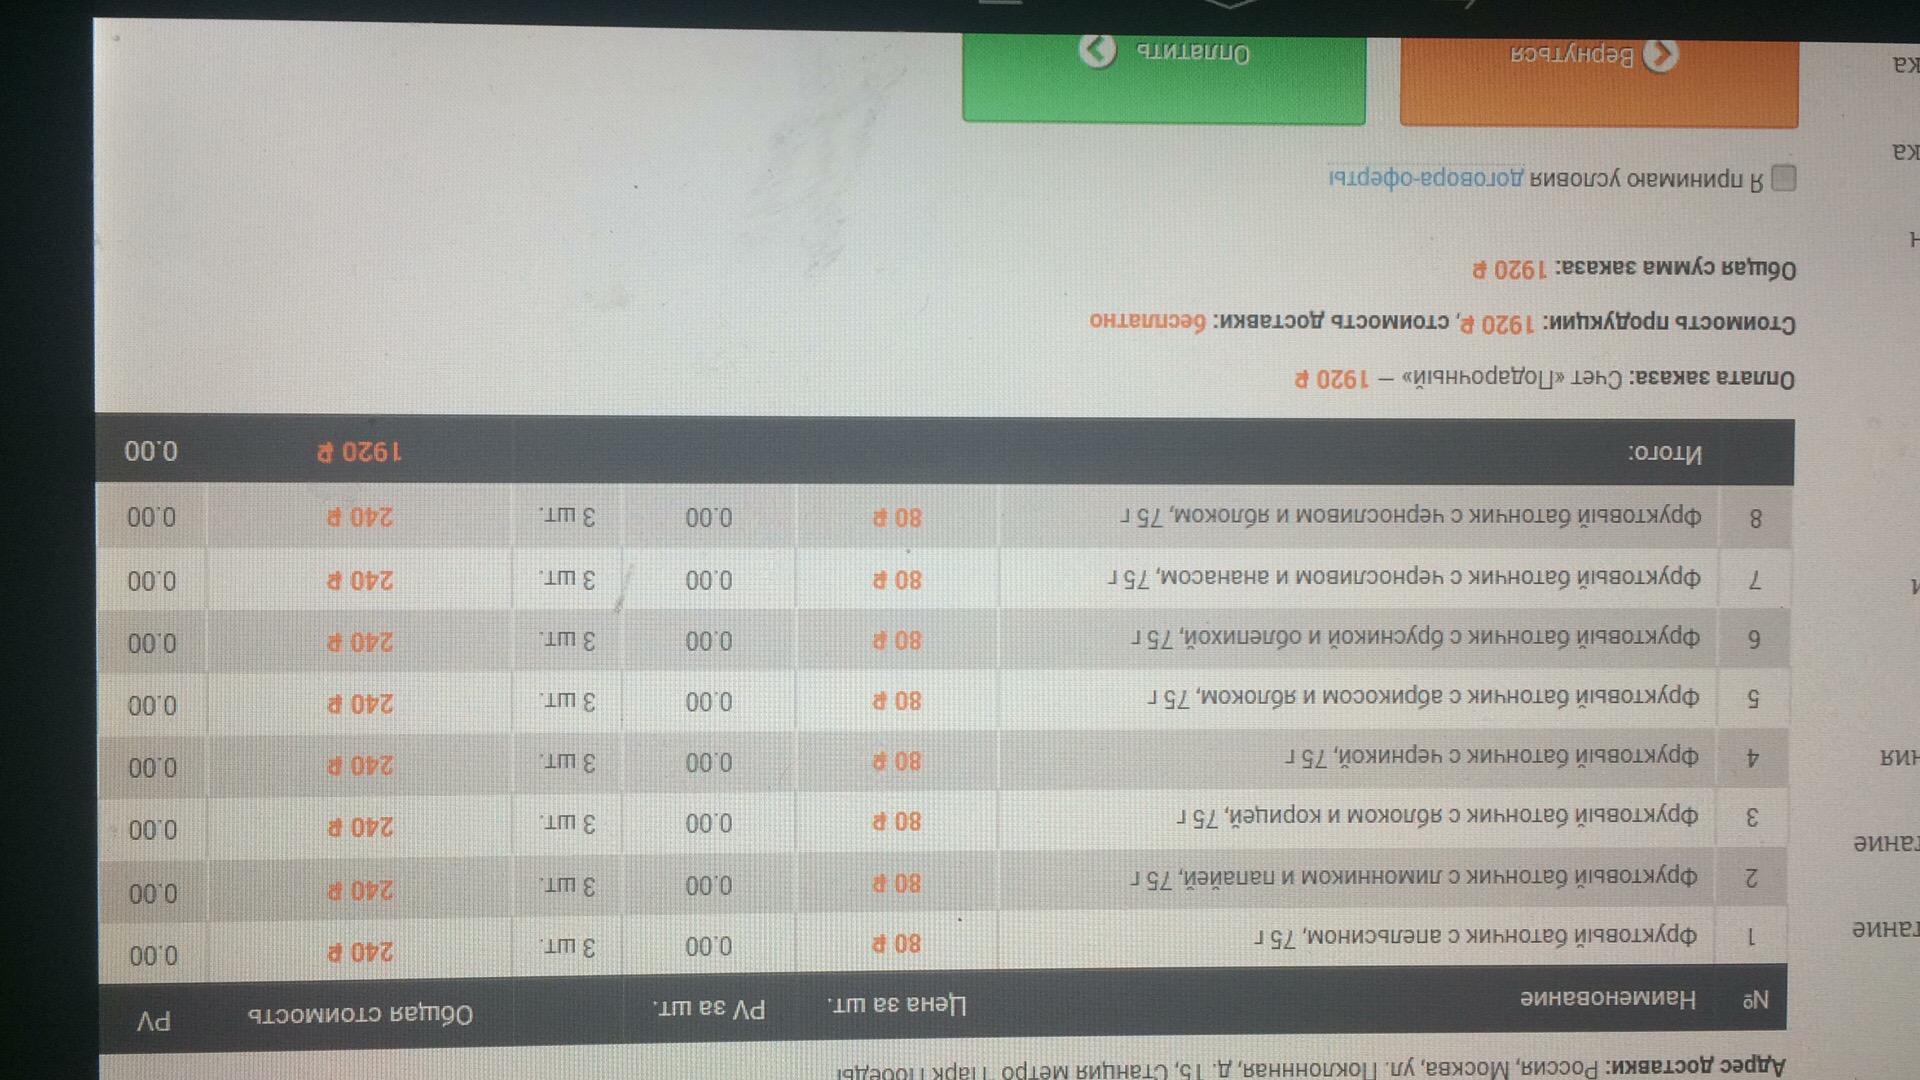 Адрес доставки: Россия, Москва, ул. Поклоннная, д. 15, Станция метро "Парк Победы
№ Наименование Цена за шт. PV за шт. Общая стоимость PV
1 Фруктовый батончик с апельсином, 75 г 80 ₽ 0.00 3 шт. 240 ₽ 0.00
2 Фруктовый батончик с лимонником и папайей, 75 г 80 ₽ 0.00 3 шт. 240 ₽ 0.00
3 Фруктовый батончик с яблоком и корицей, 75 г 80 ₽ 0.00 3 шт. 240 ₽ 0.00
4 Фруктовый батончик с черникой, 75 г 80 ₽ 0.00 3 шт. 240 ₽ 0.00
5 Фруктовый батончик с абрикосом и яблоком, 75 г 80 ₽ 0.00 3 шт. 240 ₽ 0.00
6 Фруктовый батончик с брусникой и облепихой, 75 г 80 ₽ 0.00 3 шт. 240 ₽ 0.00
7 Фруктовый батончик с черносливом и ананасом, 75 г 80 ₽ 0.00 3 шт. 240 ₽ 0.00
8 Фруктовый батончик с черносливом и яблоком, 75 г 80 ₽ 0.00 3 шт. 240 ₽ 0.00
Итого: 1920 ₽ 0.00
Оплата заказа: Счет «Подарочный» — 1920 ₽
Стоимость продукции: 1920 ₽, стоимость доставки: бесплатно
Общая сумма заказа: 1920 ₽
Я принимаю условия договора-оферты
Вернуться Оплатить